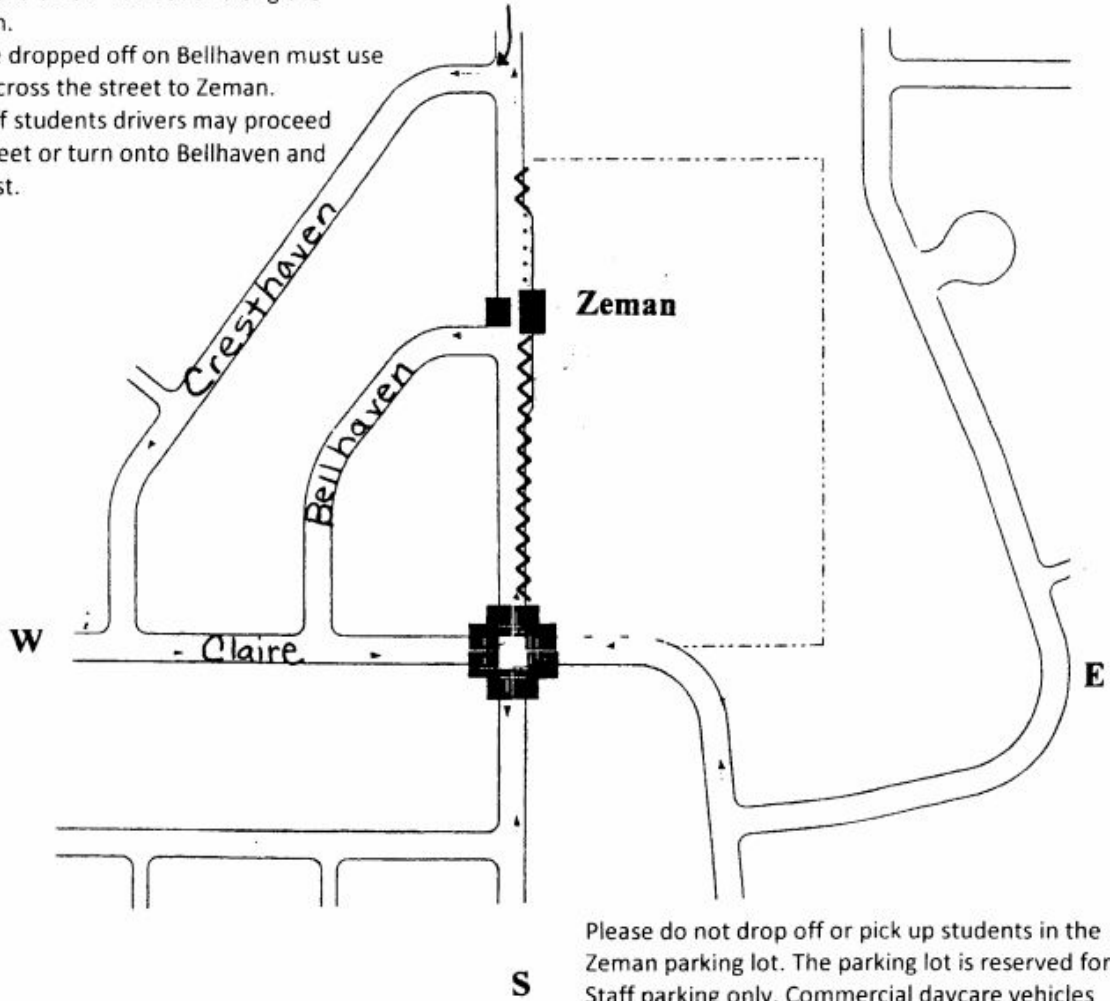 n.
e dropped off on Bellhaven must use
cross the street to Zeman.
f students drivers may proceed
eet or turn onto Bellhaven and
st.
Cresthaven
Zeman
Bellhaven
W
Claire
E
Please do not drop off or pick up students in the
Zeman parking lot. The parking lot is reserved for
S
Staff parking only. Commercial daycare vehicles